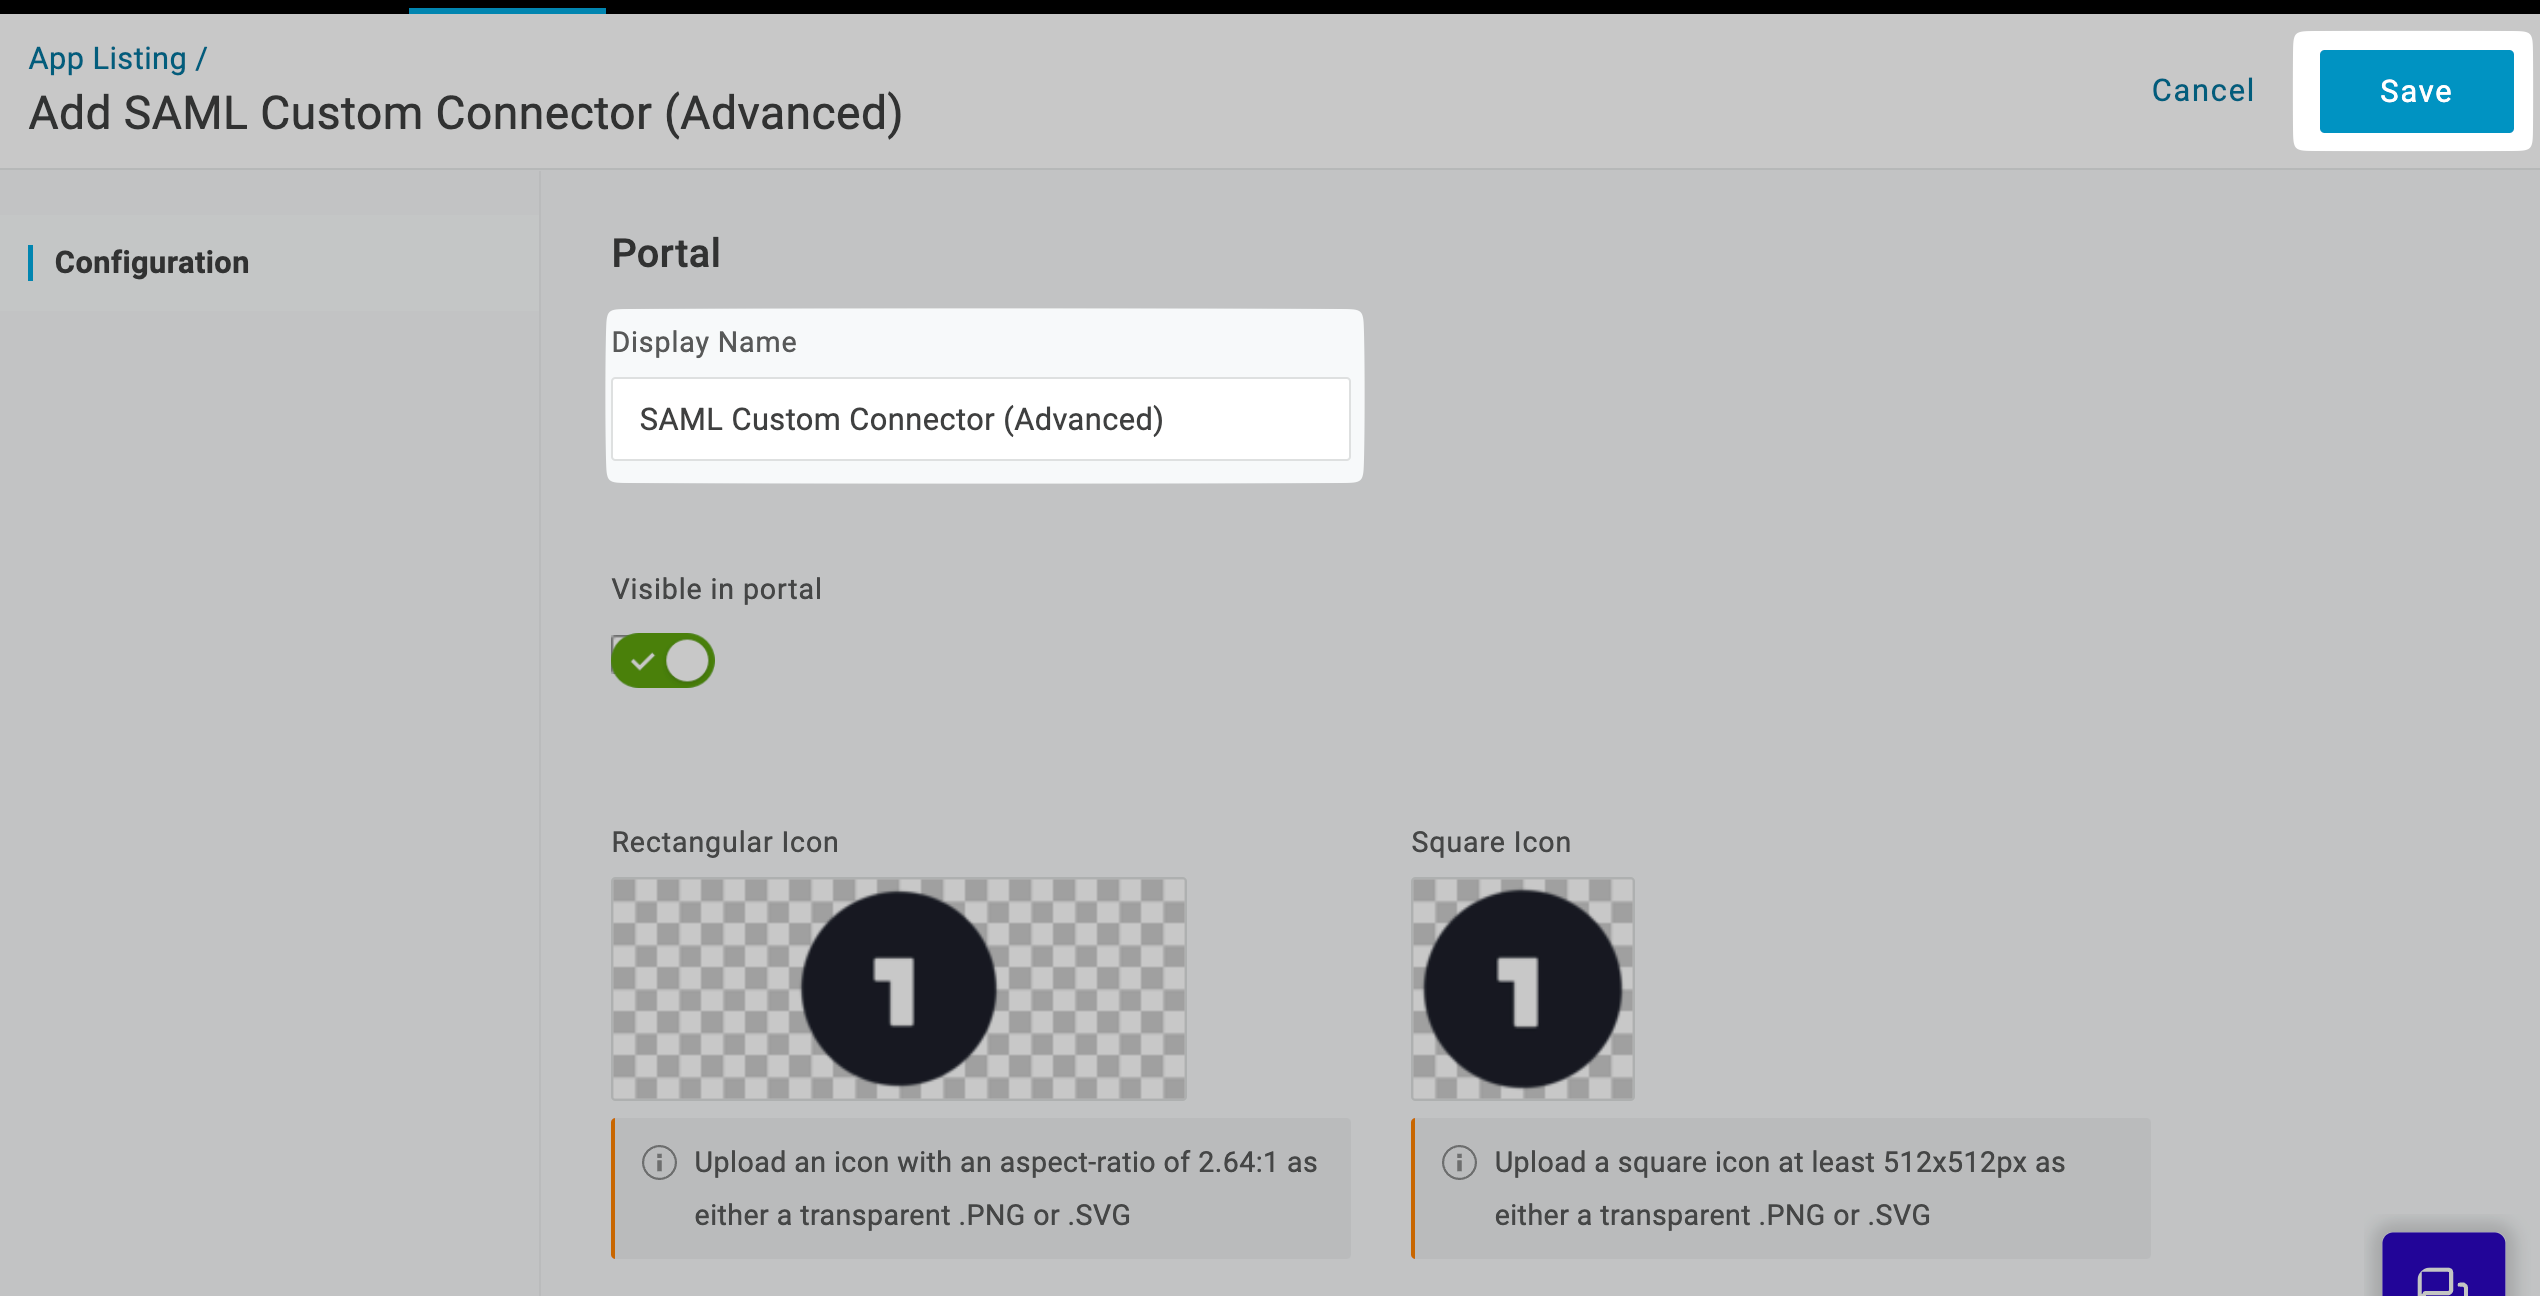 App Listing /
Add SAML Custom Connector (Advanced)
Cancel
Save
Configuration
Portal
Display Name
SAML Custom Connector (Advanced)
Visible in portal
Rectangular Icon
Square Icon
1
1
Upload an icon with an aspect-ratio of 2.64:1 as
either a transparent .PNG or .SVG
Upload a square icon at least 512x512px as
either a transparent .PNG or .SVG